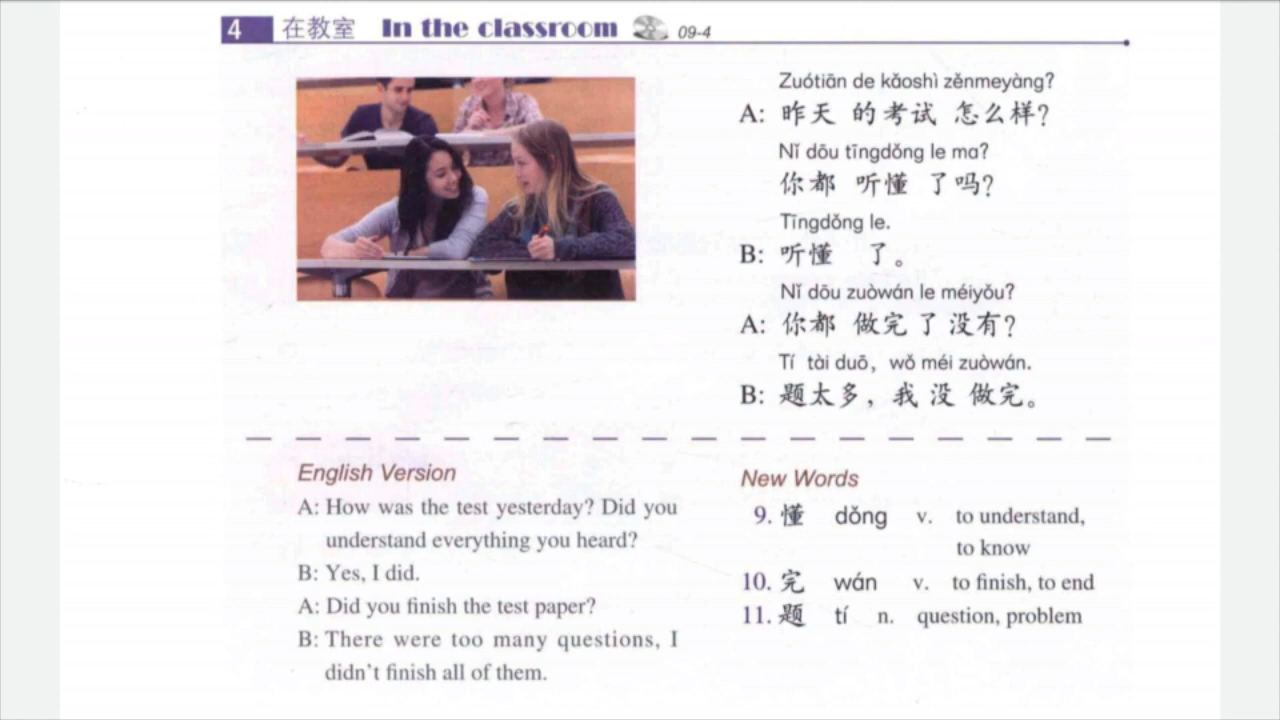 4 在教室 In the classroom 09-4
Zuótiān de kǎoshì zěnmeyàng?
A: 昨天 的考试 怎么样?
Nǐ dōu tīngdǒng le ma?
你都 听懂 了吗?
Tīngdǒng le.
B: 听懂 了。
Nǐ dōu zuòwán le méiyǒu?
A: 你都 做完了没有?
Tí tài duō, wǒ méi zuòwán.
B: 题太多, 我没 做完。
English Version
A: How was the test yesterday? Did you
understand everything you heard?
B: Yes, I did.
A: Did you finish the test paper?
B: There were too many questions, I
didn't finish all of them.
New Words
9. 懂 dǒng v. to understand,
to know
10. 完 wán v. to finish, to end
11. 题 tí n. question, problem